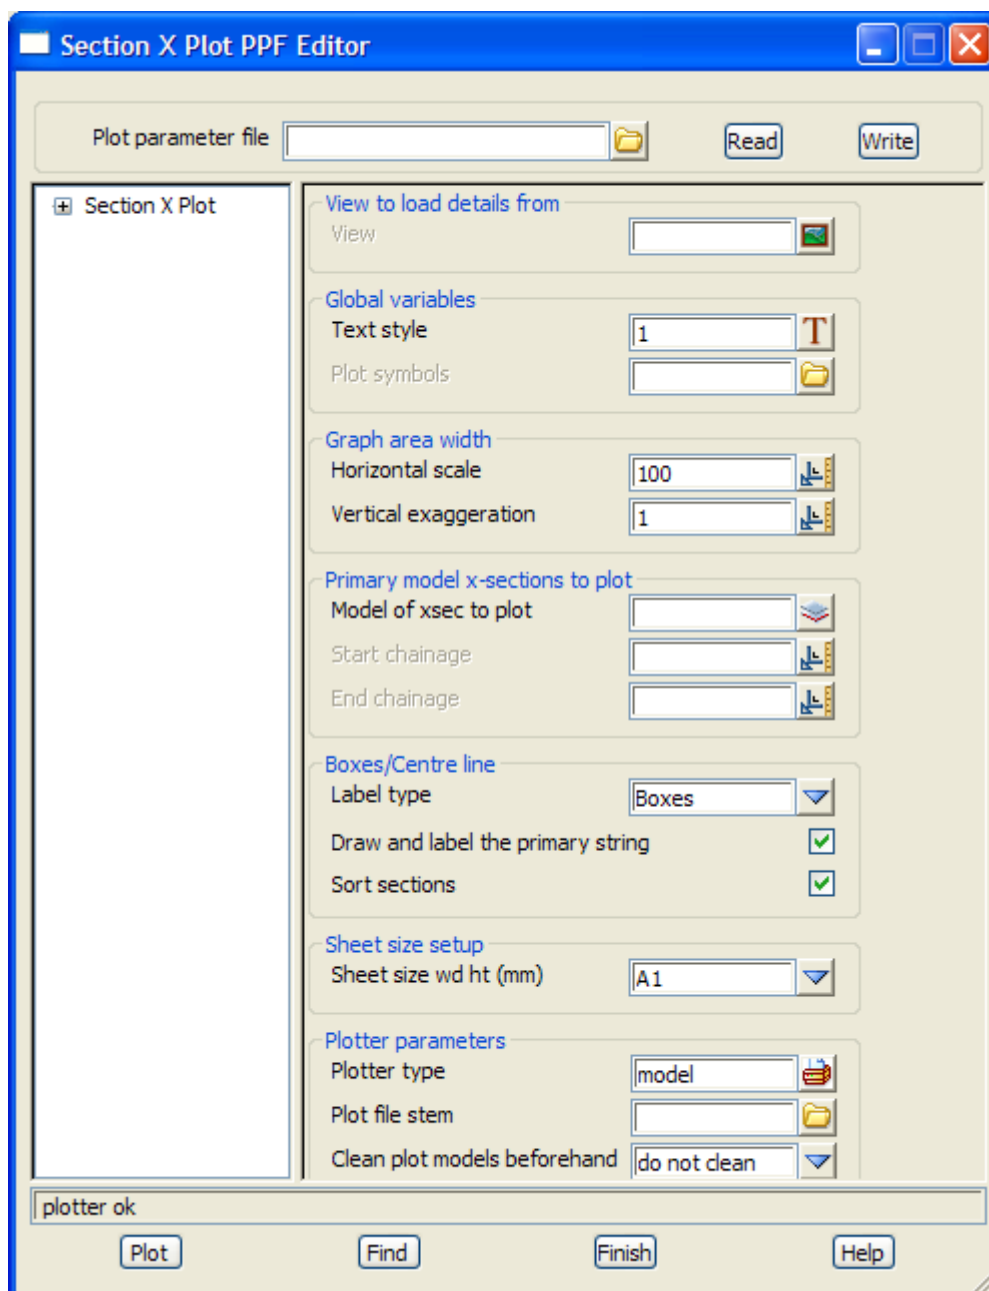 Section X Plot PPF Editor
Plot parameter file Read Write
Section X Plot
View to load details from
View
Global variables
Text style 1 T
Plot symbols
Graph area width
Horizontal scale 100
Vertical exaggeration 1
Primary model x-sections to plot
Model of xsec to plot
Start chainage
End chainage
Boxes/Centre line
Label type Boxes
Draw and label the primary string
Sort sections
Sheet size setup
Sheet size wd ht (mm) A1
Plotter parameters
Plotter type model
Plot file stem
Clean plot models beforehand do not clean
plotter ok
Plot Find Finish Help